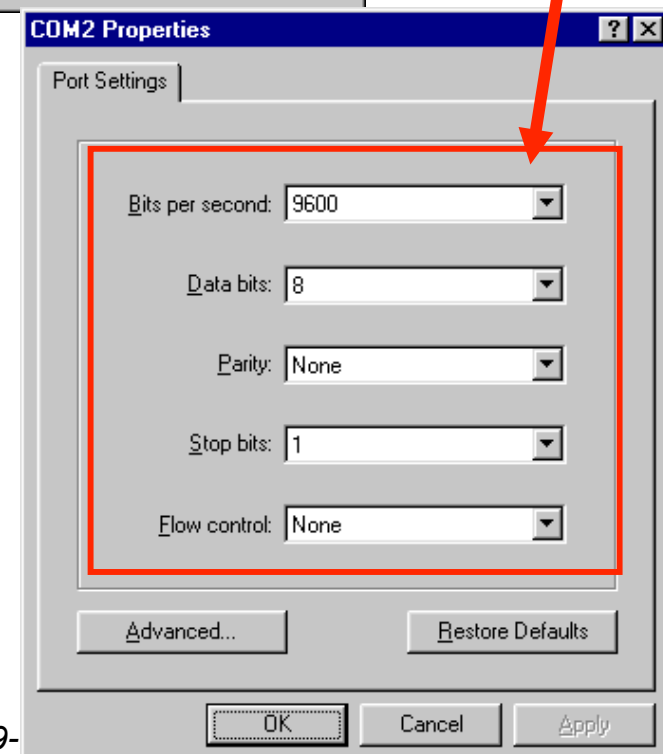 COM2 Properties
Port Settings
Bits per second: 9600
Data bits: 8
Parity: None
Stop bits: 1
Flow control: None
Advanced... Restore Defaults
OK Cancel Apply
9-